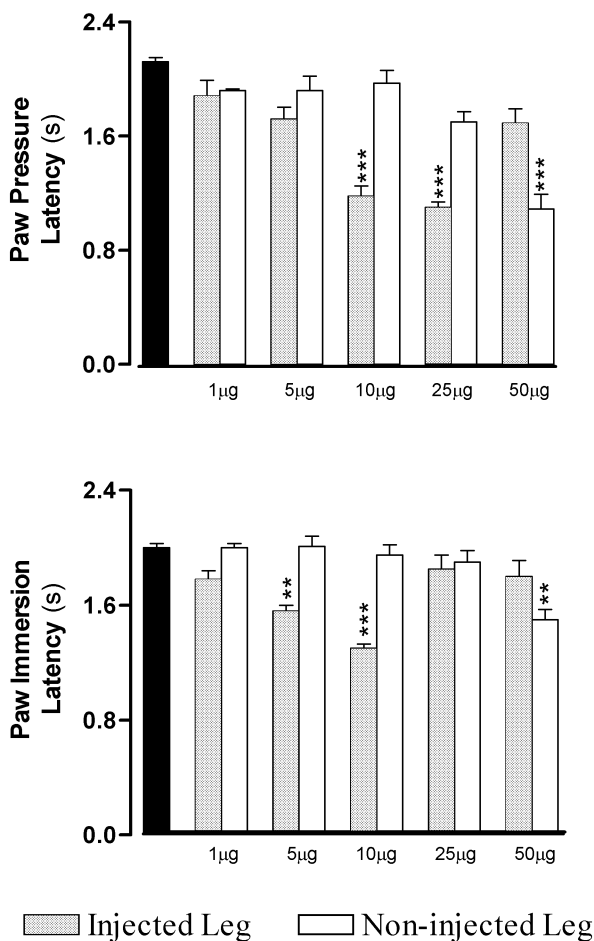 2.4
1.6
0.8
0.0
Paw Pressure
Latency (s)
***
***
***
1µg
5µg
10µg
25µg
50µg
2.4
1.6
0.8
0.0
Paw Immersion
Latency (s)
**
***
**
1µg
5µg
10µg
25µg
50µg
Injected Leg
Non-injected Leg